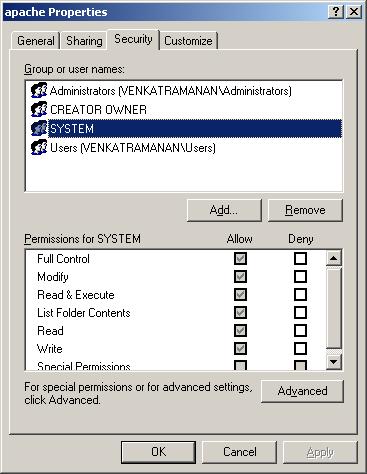 apache Properties
General Sharing Security Customize
Group or user names:
Administrators (VENKATRAMANAN\Administrators)
CREATOR OWNER
SYSTEM
Users (VENKATRAMANAN\Users)
Add... Remove
Permissions for SYSTEM Allow Deny
Full Control
Modify
Read & Execute
List Folder Contents
Read
Write
Special Permissions
For special permissions or for advanced settings, click Advanced.
Advanced
OK Cancel Apply